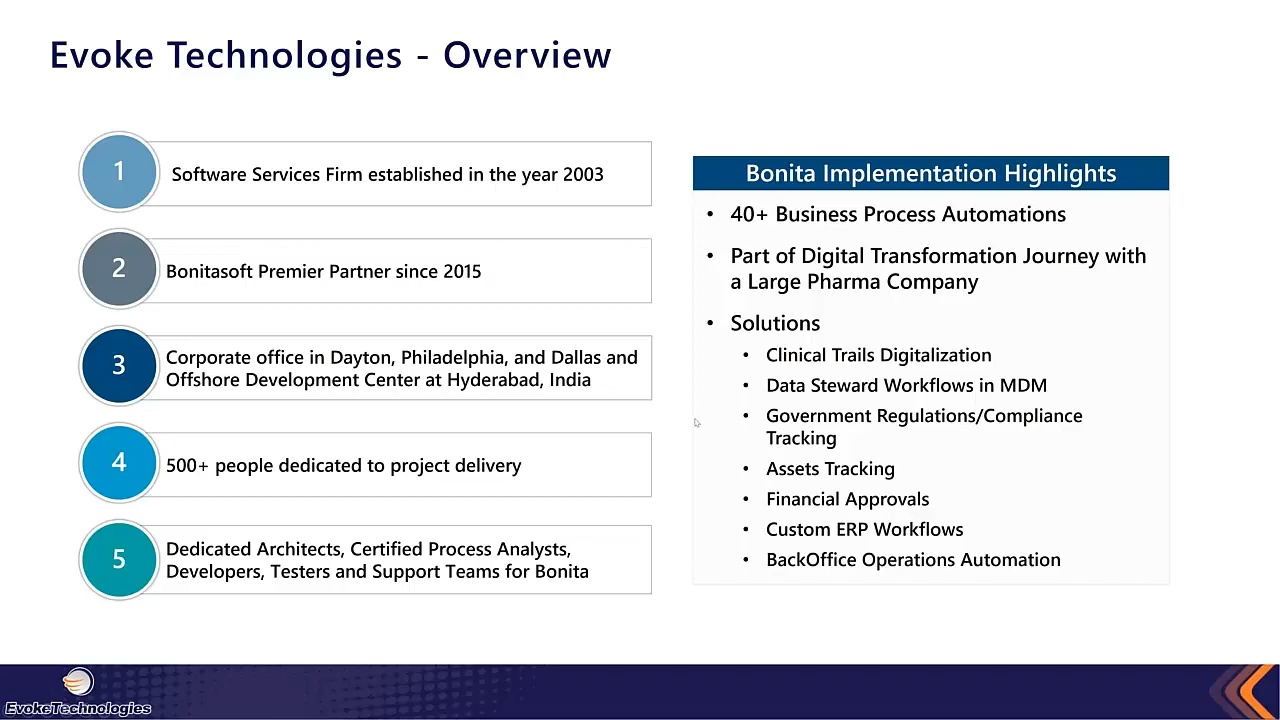 Evoke Technologies - Overview
1
Software Services Firm established in the year 2003
2
Bonitasoft Premier Partner since 2015
3
Corporate office in Dayton, Philadelphia, and Dallas and
Offshore Development Center at Hyderabad, India
4
500+ people dedicated to project delivery
5
Dedicated Architects, Certified Process Analysts,
Developers, Testers and Support Teams for Bonita
Bonita Implementation Highlights
• 40+ Business Process Automations
• Part of Digital Transformation Journey with
a Large Pharma Company
• Solutions
• Clinical Trails Digitalization
• Data Steward Workflows in MDM
• Government Regulations/Compliance
Tracking
• Assets Tracking
• Financial Approvals
• Custom ERP Workflows
• BackOffice Operations Automation
EvokeTechnologies